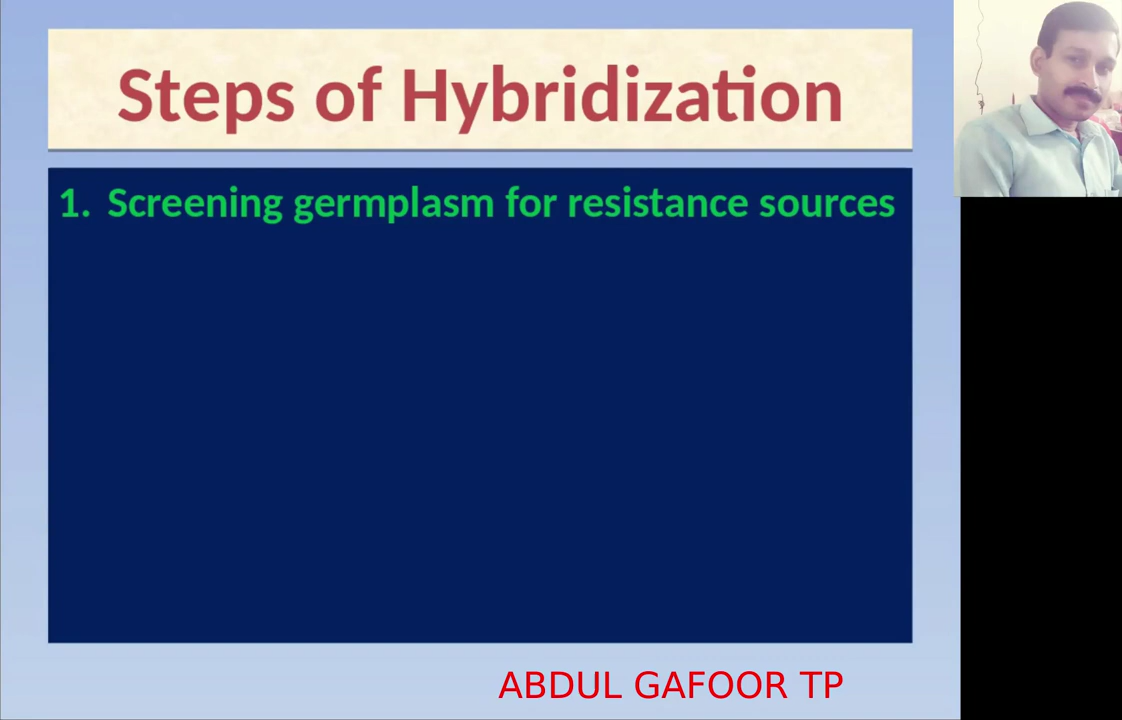 Steps of Hybridization
1. Screening germplasm for resistance sources
ABDUL GAFOOR TP